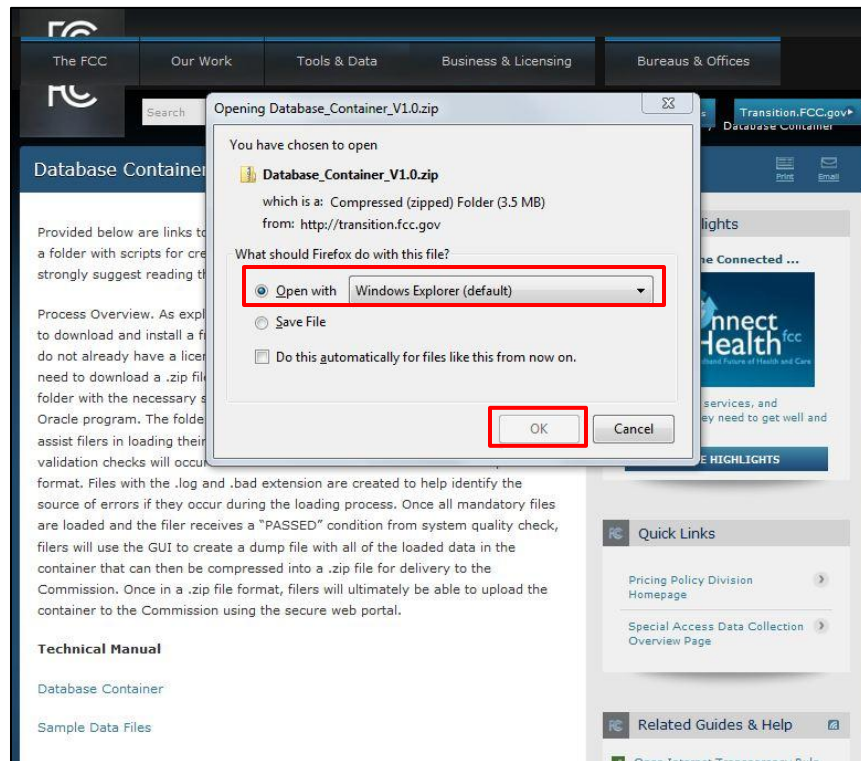 FCC
The FCC
Our Work
Tools & Data
Business & Licensing
Bureaus & Offices
FCC
Search
Transition.FCC.gov
Database Container
Database Container
Print
Email
Opening Database_Container_V1.0.zip
You have chosen to open
Database_Container_V1.0.zip
which is a: Compressed (zipped) Folder (3.5 MB)
from: http://transition.fcc.gov
What should Firefox do with this file?
Open with
Windows Explorer (default)
Save File
Do this automatically for files like this from now on.
OK
Cancel
Provided below are links to
a folder with scripts for cre
strongly suggest reading th
Process Overview. As expl
to download and install a f
do not already have a licen
need to download a .zip file
folder with the necessary s
Oracle program. The folde
assist filers in loading their
validation checks will occur
format. Files with the .log and .bad extension are created to help identify the
source of errors if they occur during the loading process. Once all mandatory files
are loaded and the filer receives a “PASSED” condition from system quality check,
filers will use the GUI to create a dump file with all of the loaded data in the
container that can then be compressed into a .zip file for delivery to the
Commission. Once in a .zip file format, filers will ultimately be able to upload the
container to the Commission using the secure web portal.
Technical Manual
Database Container
Sample Data Files
lights
he Connected ...
nnect
Health fcc
services, and
ey need to get well and
E HIGHLIGHTS
Quick Links
Pricing Policy Division
Homepage
Special Access Data Collection
Overview Page
Related Guides & Help